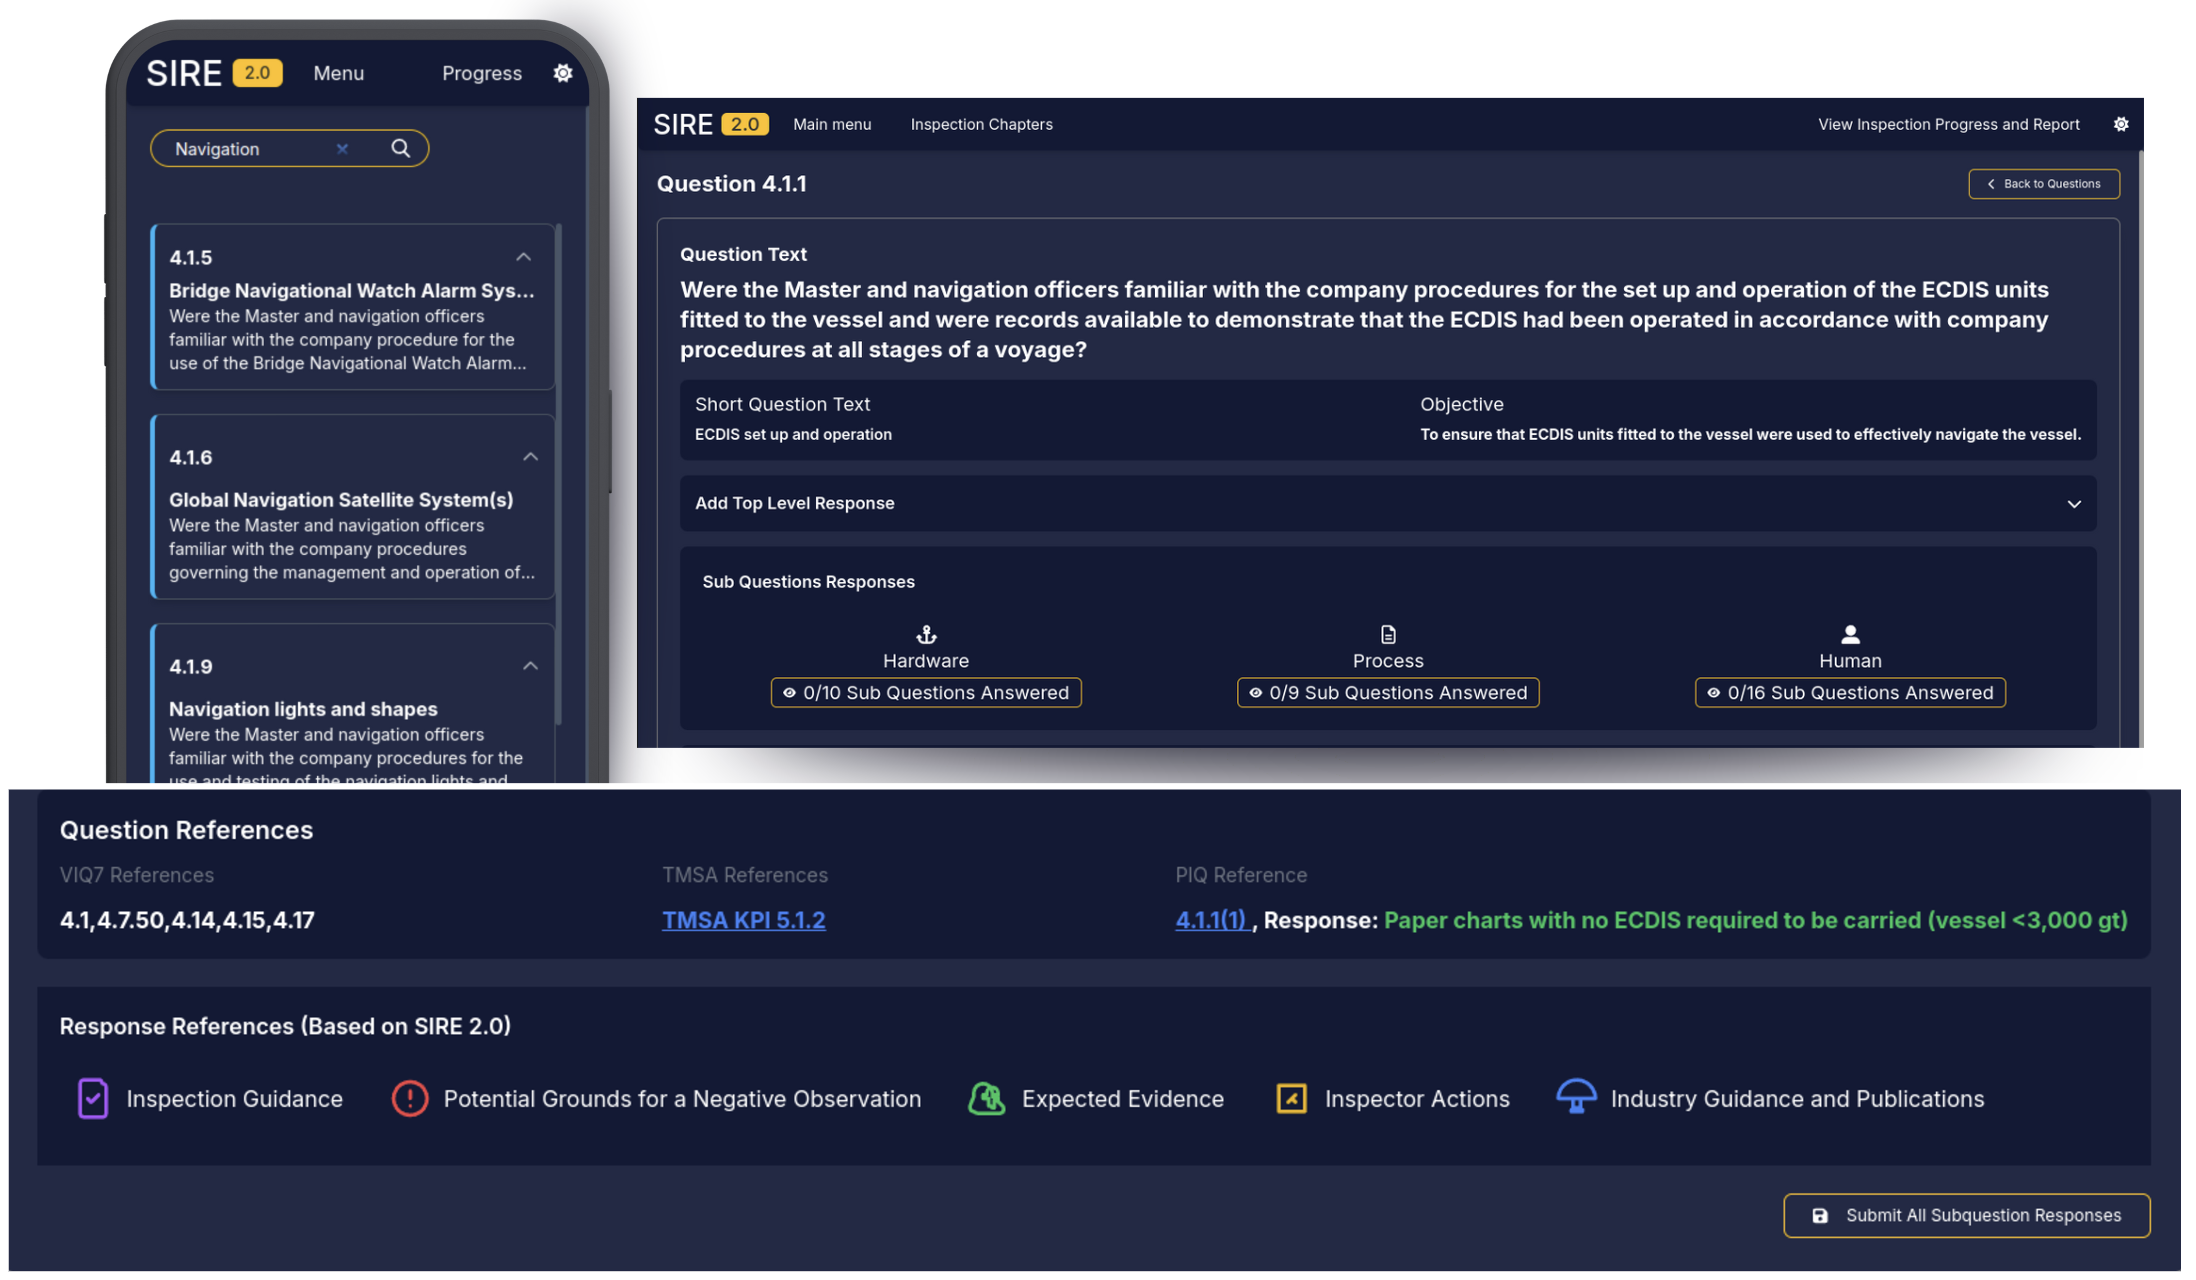 SIRE 2.0 Menu Progress
Navigation
4.1.5
Bridge Navigational Watch Alarm Sys...
Were the Master and navigation officers
familiar with the company procedure for the
use of the Bridge Navigational Watch Alarm...
4.1.6
Global Navigation Satellite System(s)
Were the Master and navigation officers
familiar with the company procedures
governing the management and operation of...
4.1.9
Navigation lights and shapes
Were the Master and navigation officers
familiar with the company procedures for the
use and testing of the navigation lights and
SIRE 2.0 Main menu Inspection Chapters View Inspection Progress and Report
Question 4.1.1
Back to Questions
Question Text
Were the Master and navigation officers familiar with the company procedures for the set up and operation of the ECDIS units
fitted to the vessel and were records available to demonstrate that the ECDIS had been operated in accordance with company
procedures at all stages of a voyage?
Short Question Text
ECDIS set up and operation
Objective
To ensure that ECDIS units fitted to the vessel were used to effectively navigate the vessel.
Add Top Level Response
Sub Questions Responses
Hardware
0/10 Sub Questions Answered
Process
0/9 Sub Questions Answered
Human
0/16 Sub Questions Answered
Question References
VIQ7 References
4.1,4.7.50,4.14,4.15,4.17
TMSA References
TMSA KPI 5.1.2
PIQ Reference
4.1.1(1) , Response: Paper charts with no ECDIS required to be carried (vessel <3,000 gt)
Response References (Based on SIRE 2.0)
Inspection Guidance
Potential Grounds for a Negative Observation
Expected Evidence
Inspector Actions
Industry Guidance and Publications
Submit All Subquestion Responses